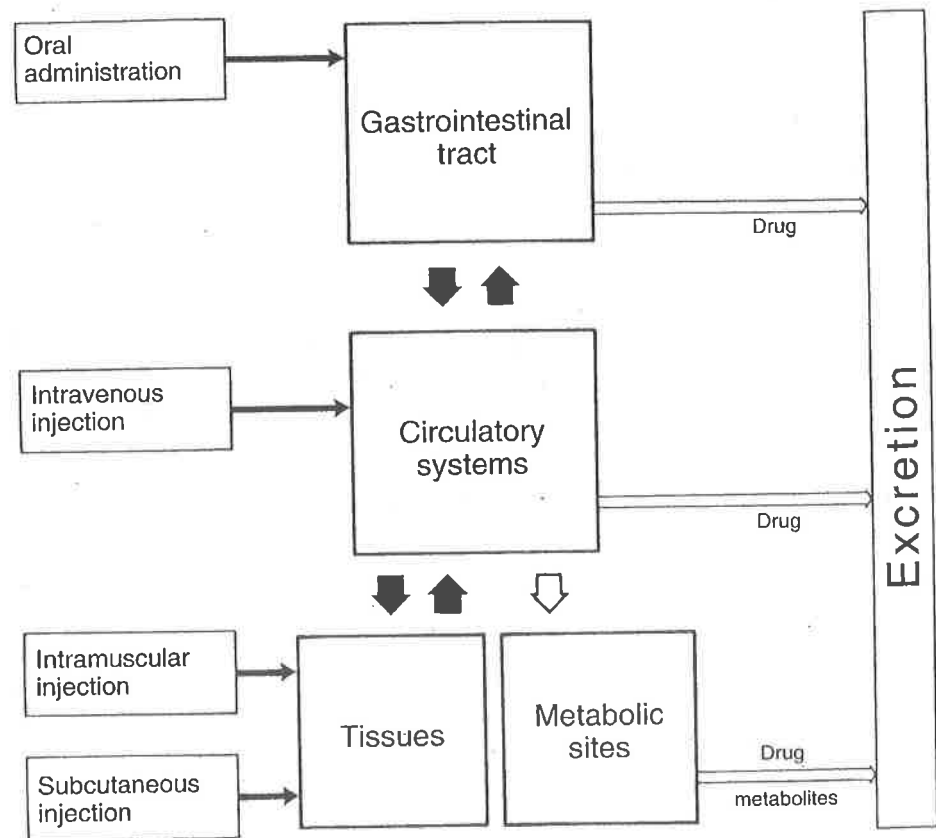 Oral
administration
Gastrointestinal
tract
Drug
Intravenous
injection
Circulatory
systems
Drug
Excretion
Intramuscular
injection
Tissues
Metabolic
sites
Drug
metabolites
Subcutaneous
injection